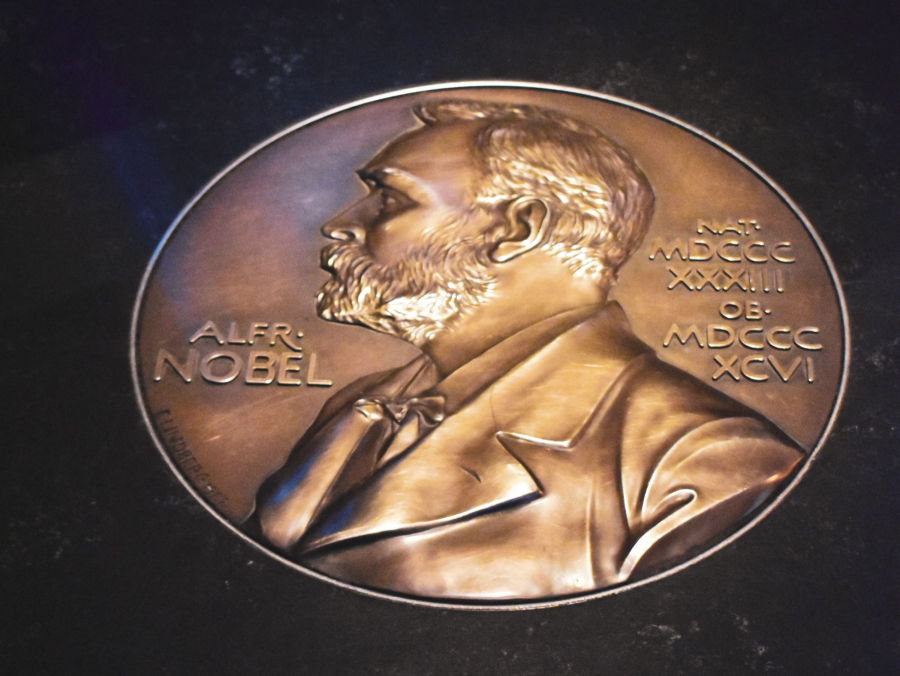 ALFR·
NOBEL
NAT·
MDCCC
XXXIII
OB·
MDCCC
XCVI